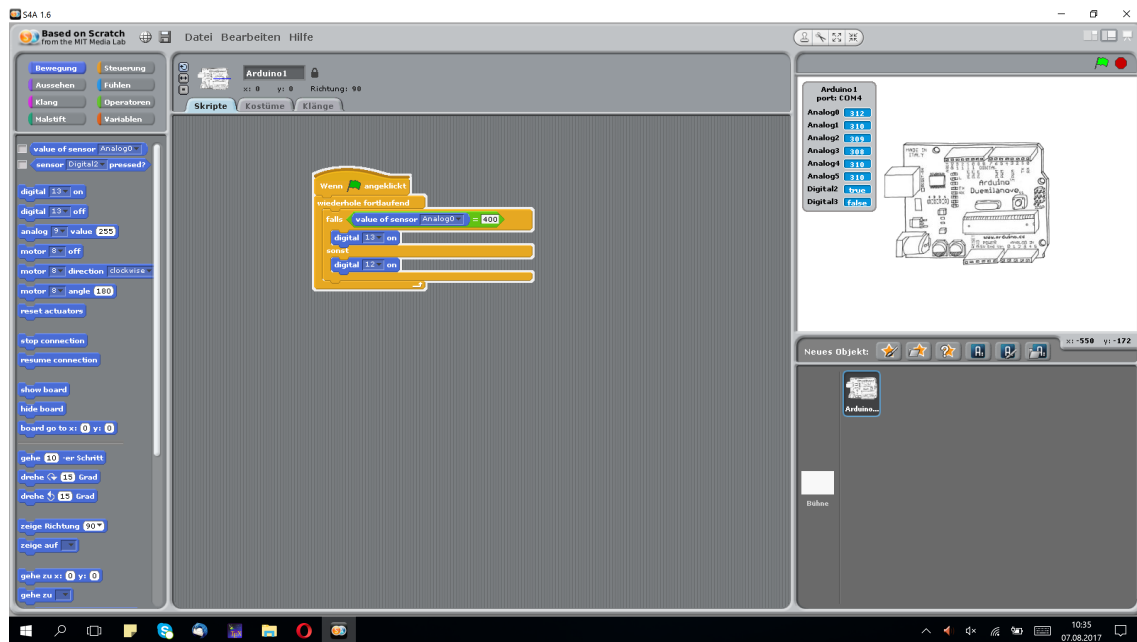 S4A 1.6
Based on Scratch
from the MIT Media Lab
Datei Bearbeiten Hilfe
Bewegung Steuerung
Aussehen Fühlen
Klang Operatoren
Malstift Variablen
Arduino1
x: 0 y: 0 Richtung: 90
Skripte Kostüme Klänge
value of sensor Analog0
sensor Digital2 pressed?
digital 13 on
digital 13 off
analog 9 value 255
motor 8 off
motor 8 direction clockwise
motor 8 angle 180
reset actuators
stop connection
resume connection
show board
hide board
board go to x: 0 y: 0
gehe 10 -er Schritt
drehe 15 Grad
drehe 15 Grad
zeige Richtung 90
zeige auf
gehe zu x: 0 y: 0
gehe zu
Wenn angeklickt
wiederhole fortlaufend
falls value of sensor Analog0 = 400
digital 13 on
sonst
digital 12 on
Arduino1
port: COM4
Analog0 312
Analog1 310
Analog2 309
Analog3 308
Analog4 310
Analog5 310
Digital2 true
Digital3 false
MADE IN
ITALY
Arduino
Duemilanove
x: -550 y: -172
Neues Objekt:
Arduino...
Bühne
10:35
07.08.2017